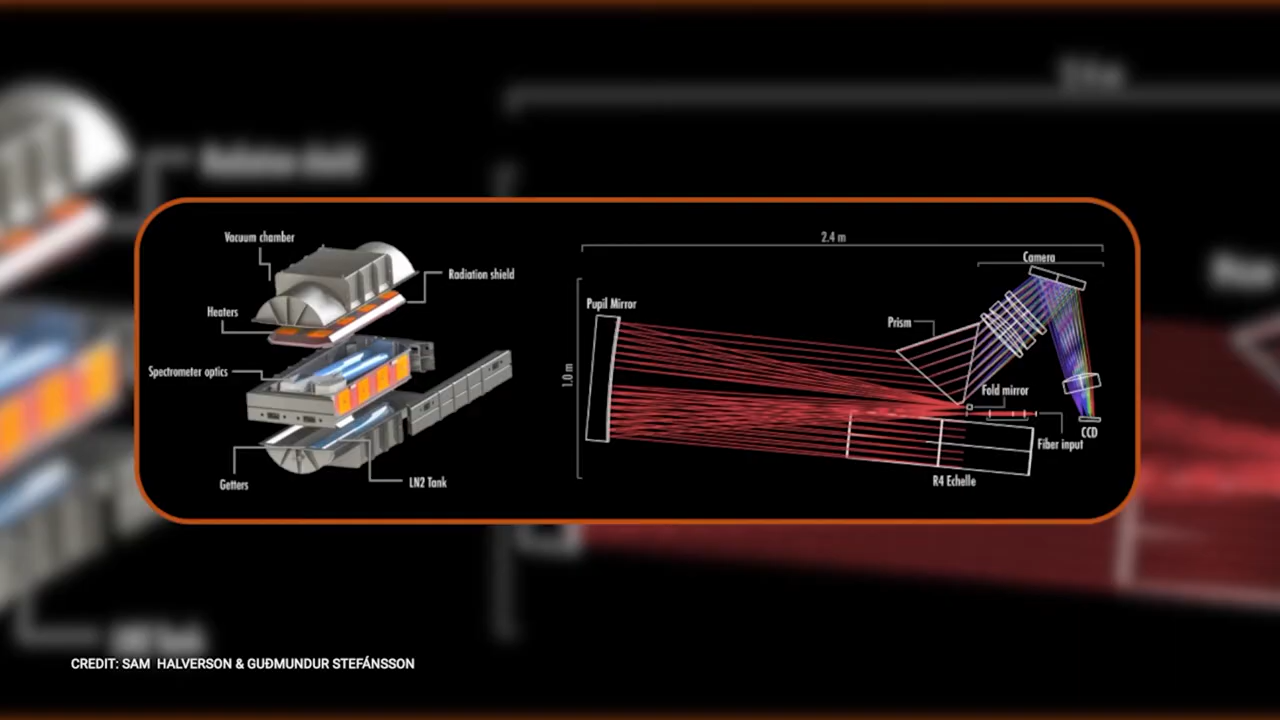 Vacuum chamber
Radiation shield
Heaters
Spectrometer optics
Getters
LN2 Tank
2.4 m
Camera
Pupil Mirror
Prism
1.0 m
Fold mirror
Fiber input
CCD
R4 Echelle
CREDIT: SAM HALVERSON & GUÐMUNDUR STEFÁNSSON